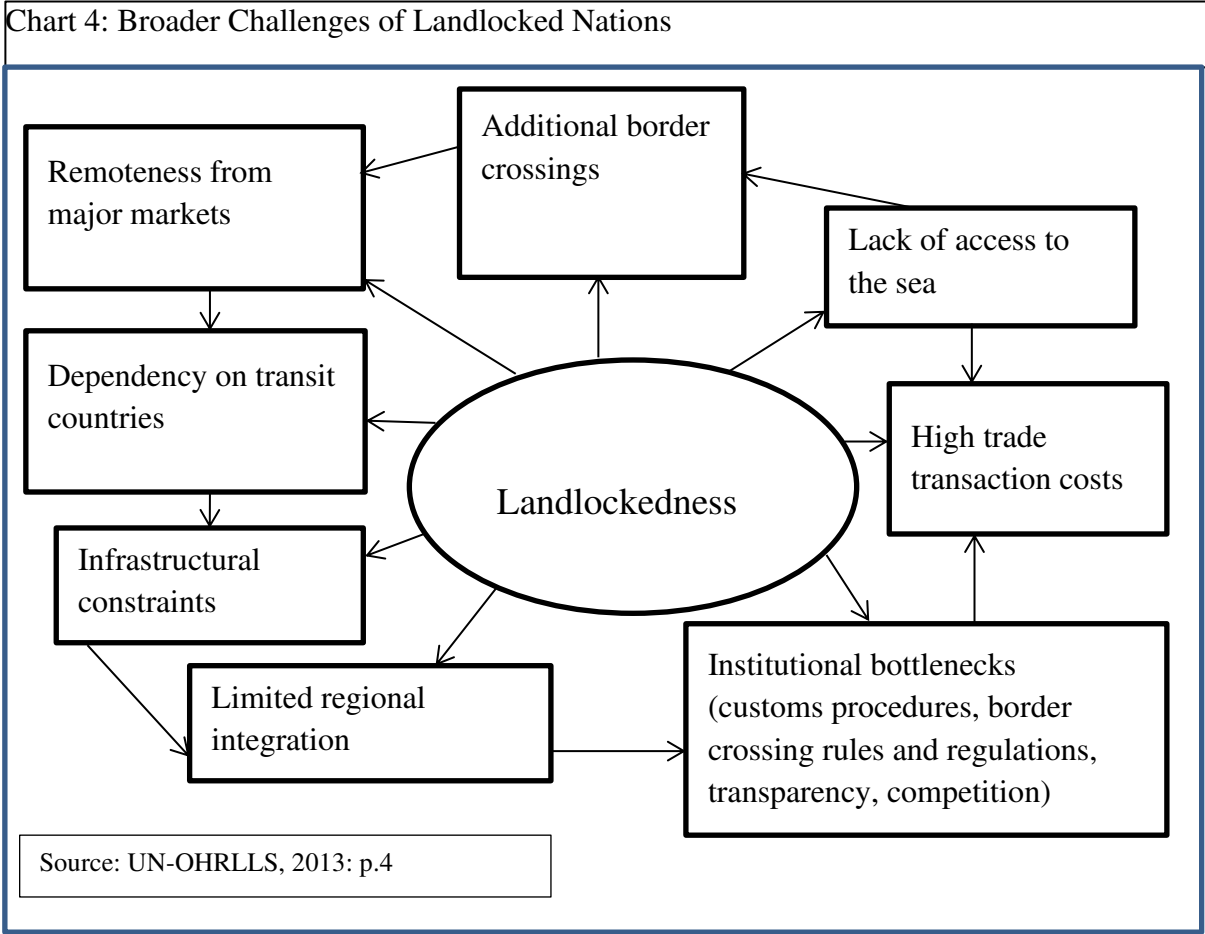 Chart 4: Broader Challenges of Landlocked Nations
Additional border
crossings
Remoteness from
major markets
Lack of access to
the sea
Dependency on transit
countries
High trade
transaction costs
Landlockedness
Infrastructural
constraints
Limited regional
integration
Institutional bottlenecks
(customs procedures, border
crossing rules and regulations,
transparency, competition)
Source: UN-OHRLLS, 2013: p.4